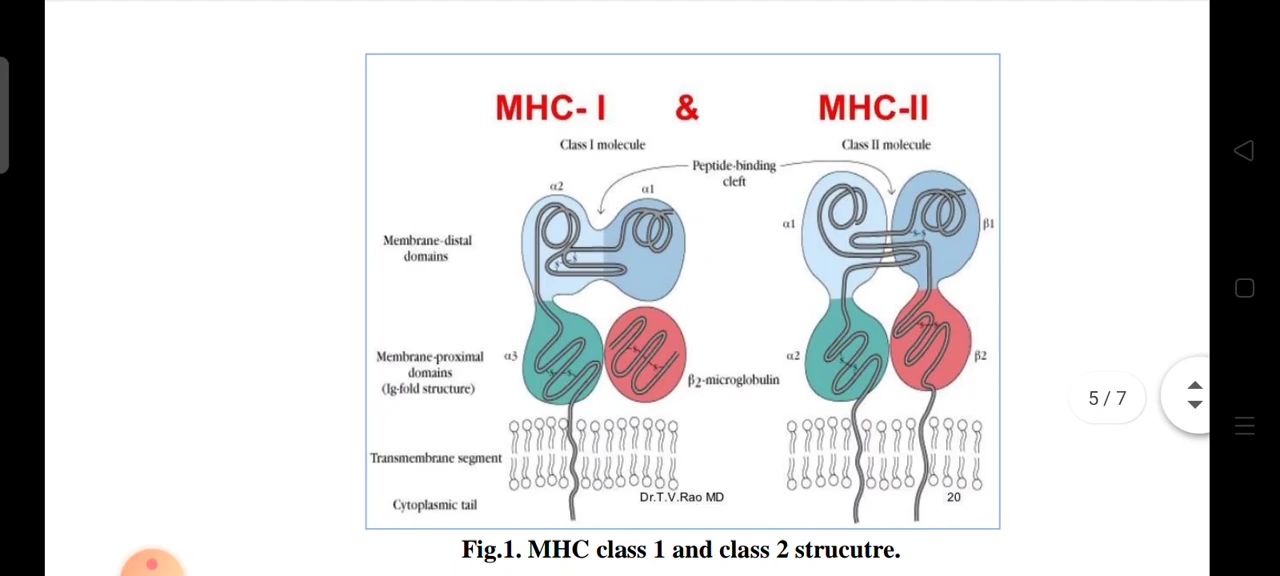 MHC- I & MHC-II
Class I molecule
Class II molecule
Peptide-binding
cleft
α2
α1
α1
β1
Membrane-distal
domains
s-s
s-s
Membrane-proximal
domains
(Ig-fold structure)
α3
β2-microglobulin
α2
β2
s-s
s-s
s-s
s-s
Transmembrane segment
Cytoplasmic tail
Dr.T.V.Rao MD
20
5 / 7
Fig.1. MHC class 1 and class 2 strucutre.